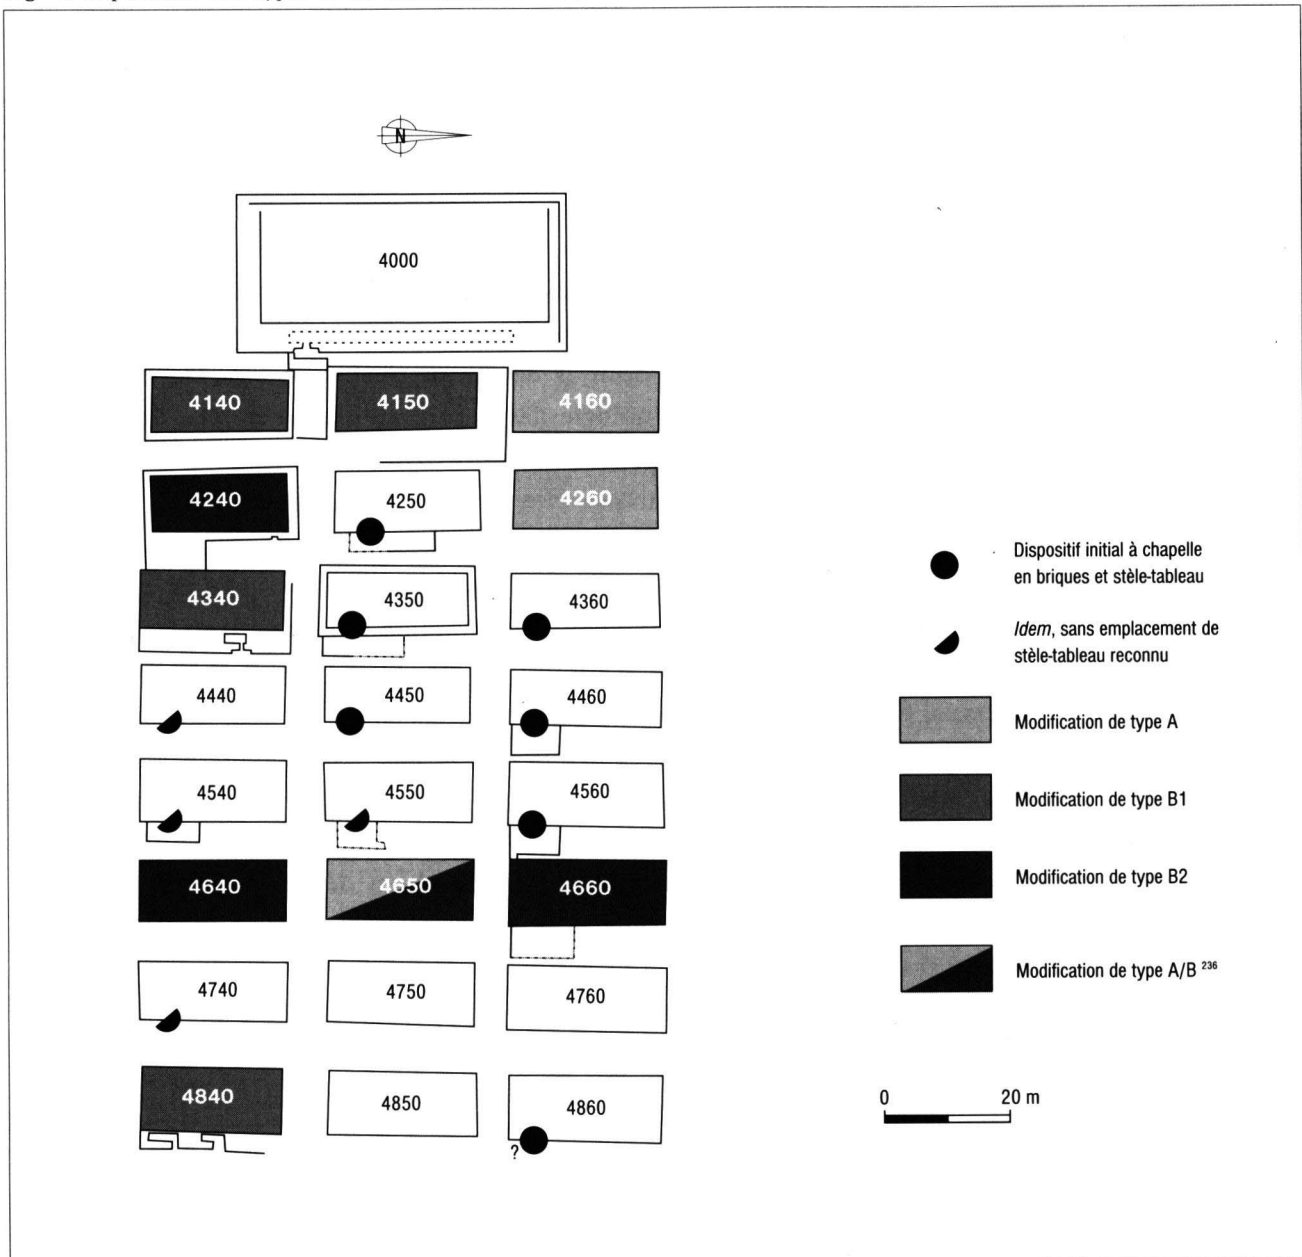 N
4000
4140
4150
4160
4240
4250
4260
4340
4350
4360
4440
4450
4460
4540
4550
4560
4640
4650
4660
4740
4750
4760
4840
4850
4860
?
Dispositif initial à chapelle
en briques et stèle-tableau
Idem, sans emplacement de
stèle-tableau reconnu
Modification de type A
Modification de type B1
Modification de type B2
Modification de type A/B 236
0 20 m